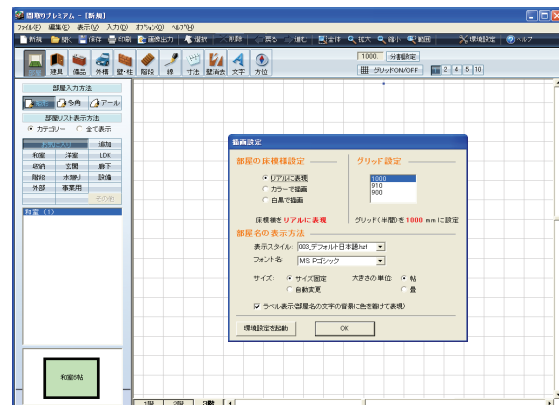 間取りプレミアム - [新規]
ファイル(F) 編集(E) 表示(V) 入力(D) オプション(O) ヘルプ(H)
新規 開く 保存 印刷 画像出力 選択 削除 戻る 進む 全体 拡大 縮小 範囲 環境設定 ヘルプ
部屋 建具 備品 外構 壁・柱 階段 線 寸法 壁消去 文字 方位
1000. 分割設定
グリッドON/OFF 2 4 5 10
部屋入力方法
多角 アール
部屋リスト表示方法
カテゴリー 全て表示
追加
和室 洋室 LDK
収納 玄関 廊下
階段 水廻り 設備
外部 事業用
その他
和室 (1)
和室6帖
描画設定
部屋の床模様設定
リアルに表現
カラーで描画
白黒で描画
床模様をリアルに表現
グリッド設定
1000
910
900
グリッド(半間)を 1000 mmに設定
部屋名の表示方法
表示スタイル: 003_デフォルト日本語.hst
フォント名: MS Pゴシック
サイズ: サイズ固定 大きさの単位: 帖
自動変更 畳
ラベル表示(部屋名の文字の背景に色を敷けて表現)
環境設定を起動 OK
1階 2階 3階